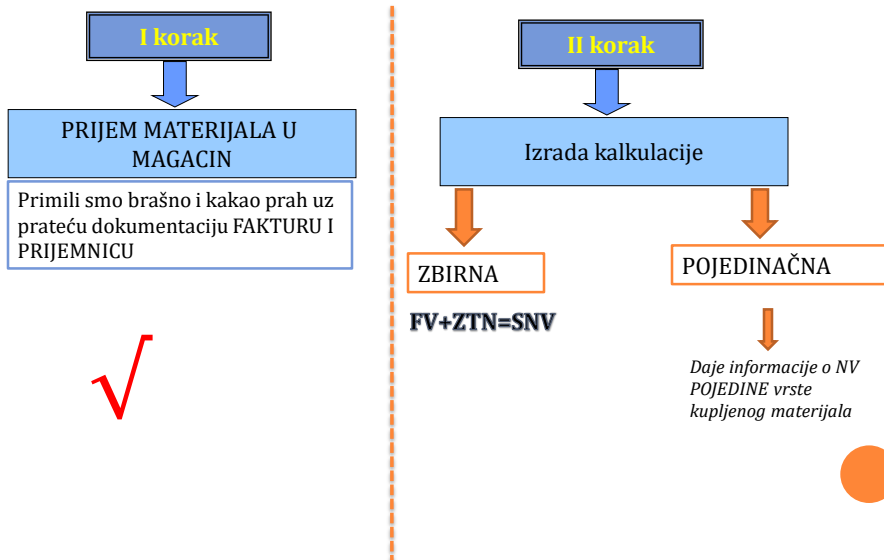 I korak
PRIJEM MATERIJALA U
MAGACIN
Primili smo brašno i kakao prah uz
prateću dokumentaciju FAKTURU I
PRIJEMNICU
√
II korak
Izrada kalkulacije
ZBIRNA
FV+ZTN=SNV
POJEDINAČNA
Daje informacije o NV
POJEDINE vrste
kupljenog materijala